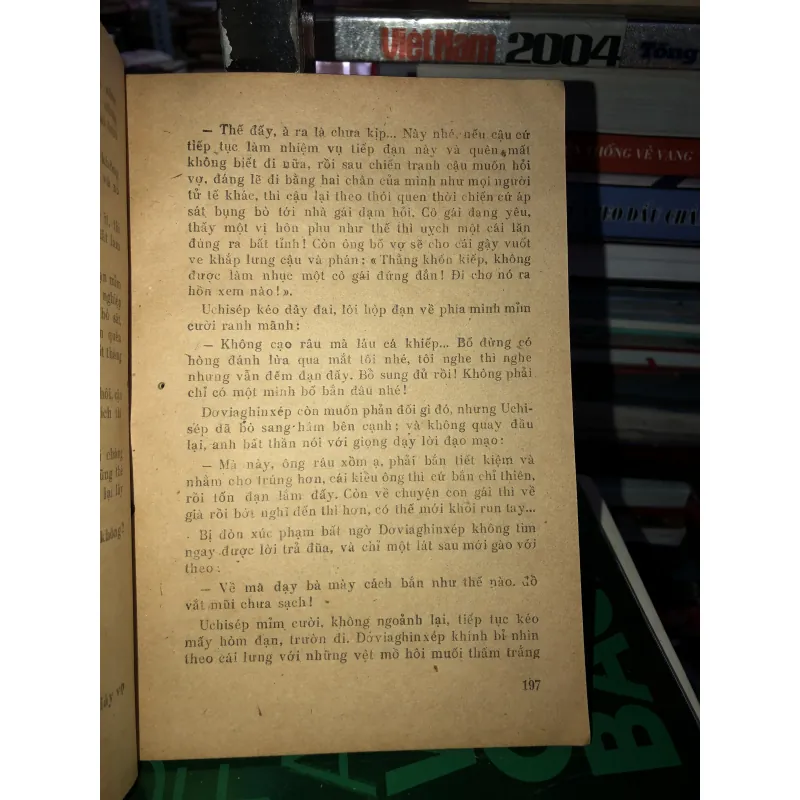 VietNam 2004 Tổng
THỐNG VẺ VANG
— Thế đấy, à ra là chưa kịp... Này nhé, nếu cậu cứ
tiếp tục làm nhiệm vụ tiếp đạn này và quên mất
không biết đi nữa, rồi sau chiến tranh cậu muốn hỏi
vợ, đáng lẽ đi bằng hai chân của mình như mọi người
tử tế khác, thì cậu lại theo thói quen thời chiến cứ áp
sát bụng bò tới nhà gái dạm hỏi. Cô gái đang yêu,
thấy một vị hôn phu như thế thì uỵch một cái lăn
đùng ra bất tỉnh! Còn ông bố vợ sẽ cho cái gậy vuốt
ve khắp lưng cậu và phán: « Thằng khốn kiếp, không
được làm nhục một cô gái đứng đắn! Đi chợ nó ra
hồn xem nào! ».
Uchisép kéo dây đai, lôi hộp đạn về phía mình mỉm
cười ranh mãnh:
— Không cạo râu mà láu cá khiếp... Bố đừng có
hòng đánh lừa qua mắt tôi nhé, tôi nghe thì nghe
nhưng vẫn đếm đạn đấy. Bổ sung đủ rồi! Không phải
chỉ có một mình bố bắn đâu nhé!
Dơviaghinxép còn muốn phản đối gì đó, nhưng Uchi-
sép đã bò sang hầm bên cạnh; và không quay đầu
lại, anh bất thần nói với giọng dạy lời đạo mạo:
— Mà này, ông râu xồm ạ, phải bắn tiết kiệm và
nhằm cho trúng hơn, cái kiểu ông thì cứ bắn chỉ thiên,
rồi tốn đạn lắm đấy. Còn về chuyện con gái thì về
già rồi bớt nghĩ đến thì hơn, có thế mới khỏi run tay...
Bị đòn xúc phạm bất ngờ Dơviaghinxép không tìm
ngay được lời trả đũa, và chỉ một lát sau mới gào với
theo:
— Về mà dạy bà mày cách bắn như thế nào, đồ
vắt mũi chưa sạch!
Uchisép mỉm cười, không ngoảnh lại, tiếp tục kéo
mấy hòm đạn, trườn đi. Dơviaghinxép khinh bỉ nhìn
theo cái lưng với những vệt mồ hôi muối thấm trắng
197